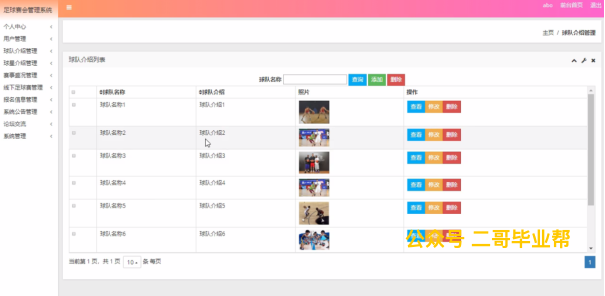 足球赛会管理系统
abo 前台首页 退出
个人中心
用户管理
球队介绍管理
球星介绍管理
赛事盛况管理
线下足球赛管理
报名信息管理
系统公告管理
论坛交流
系统管理
主页 / 球队介绍管理
球队介绍列表
球队名称 查询 添加 删除
球队名称 球队介绍 照片 操作
球队名称1 球队介绍1 查看 修改 删除
球队名称2 球队介绍2 查看 修改 删除
球队名称3 球队介绍3 查看 修改 删除
球队名称4 球队介绍4 查看 修改 删除
球队名称5 球队介绍5 查看 修改 删除
球队名称6 球队介绍6
公众号 二哥毕业帮
当前第 1 页，共 1 页 10 条 每页
1